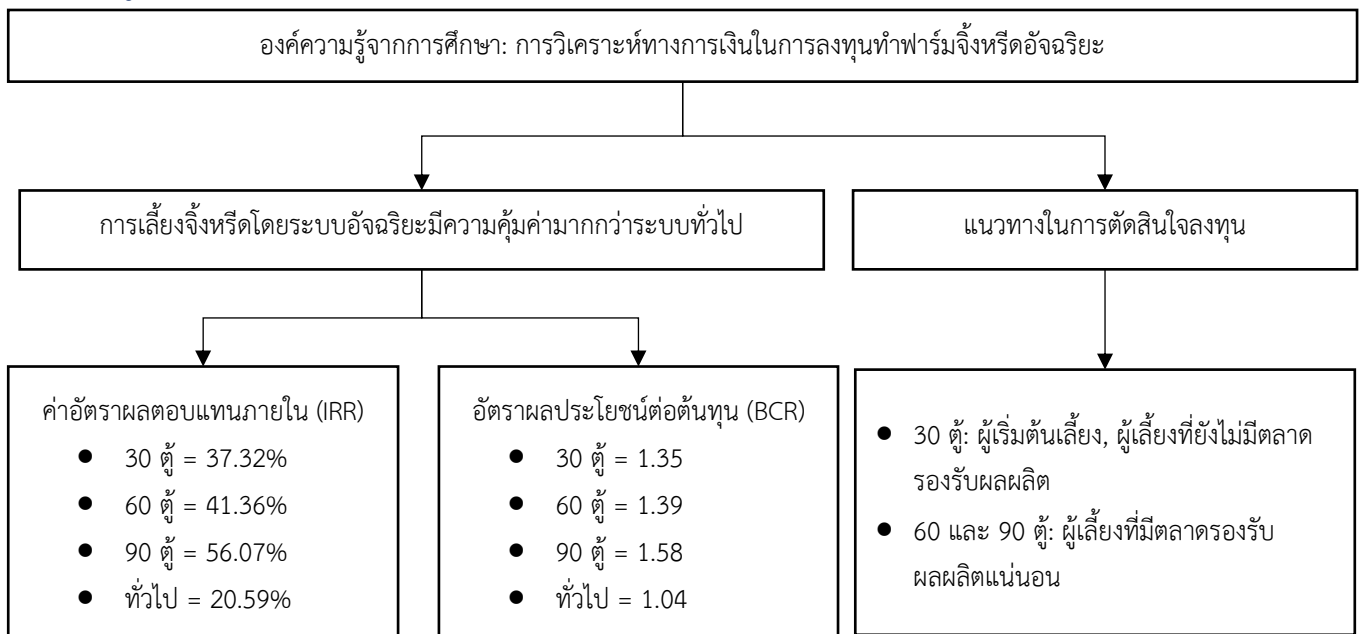 องค์ความรู้จากการศึกษา: การวิเคราะห์ทางการเงินในการลงทุนทำฟาร์มจิ้งหรีดอัจฉริยะ
การเลี้ยงจิ้งหรีดโดยระบบอัจฉริยะมีความคุ้มค่ามากกว่าระบบทั่วไป
แนวทางในการตัดสินใจลงทุน
ค่าอัตราผลตอบแทนภายใน (IRR)
● 30 ตู้ = 37.32%
● 60 ตู้ = 41.36%
● 90 ตู้ = 56.07%
● ทั่วไป = 20.59%
อัตราผลประโยชน์ต่อต้นทุน (BCR)
● 30 ตู้ = 1.35
● 60 ตู้ = 1.39
● 90 ตู้ = 1.58
● ทั่วไป = 1.04
● 30 ตู้: ผู้เริ่มต้นเลี้ยง, ผู้เลี้ยงที่ยังไม่มีตลาด
รองรับผลผลิต
● 60 และ 90 ตู้: ผู้เลี้ยงที่มีตลาดรองรับ
ผลผลิตแน่นอน